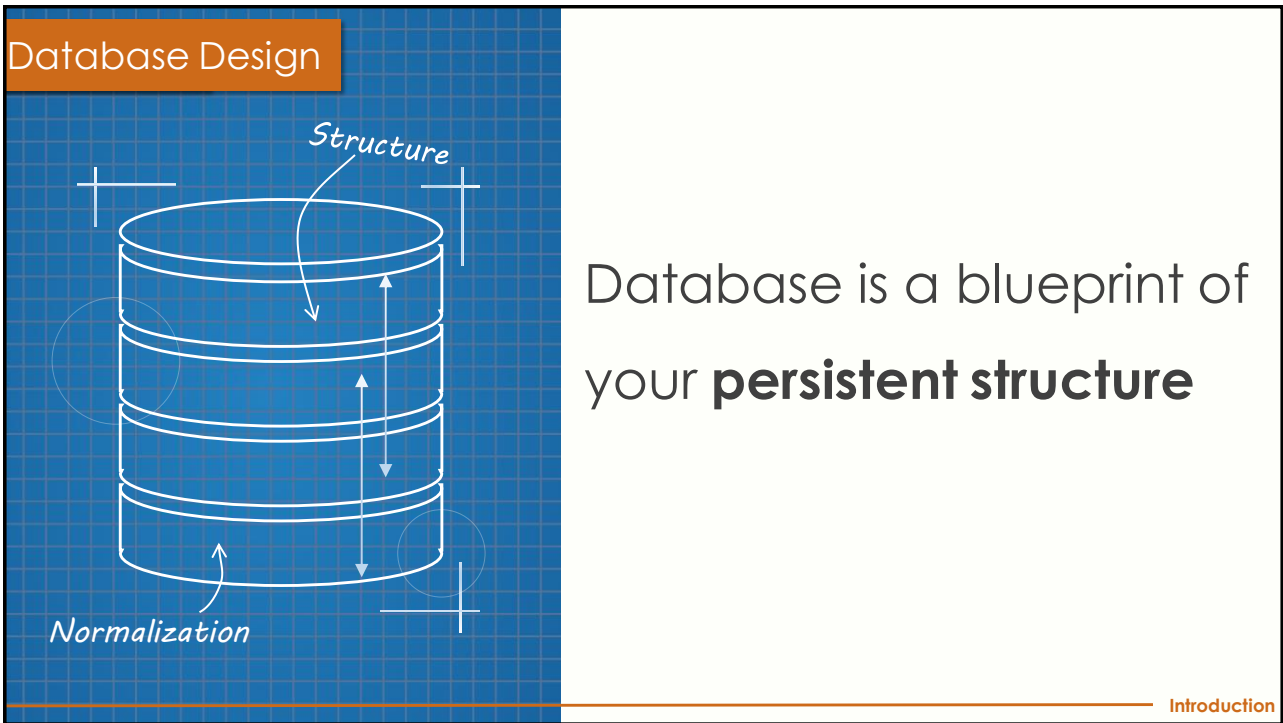 Database Design
Structure
Normalization
Database is a blueprint of
your persistent structure
Introduction